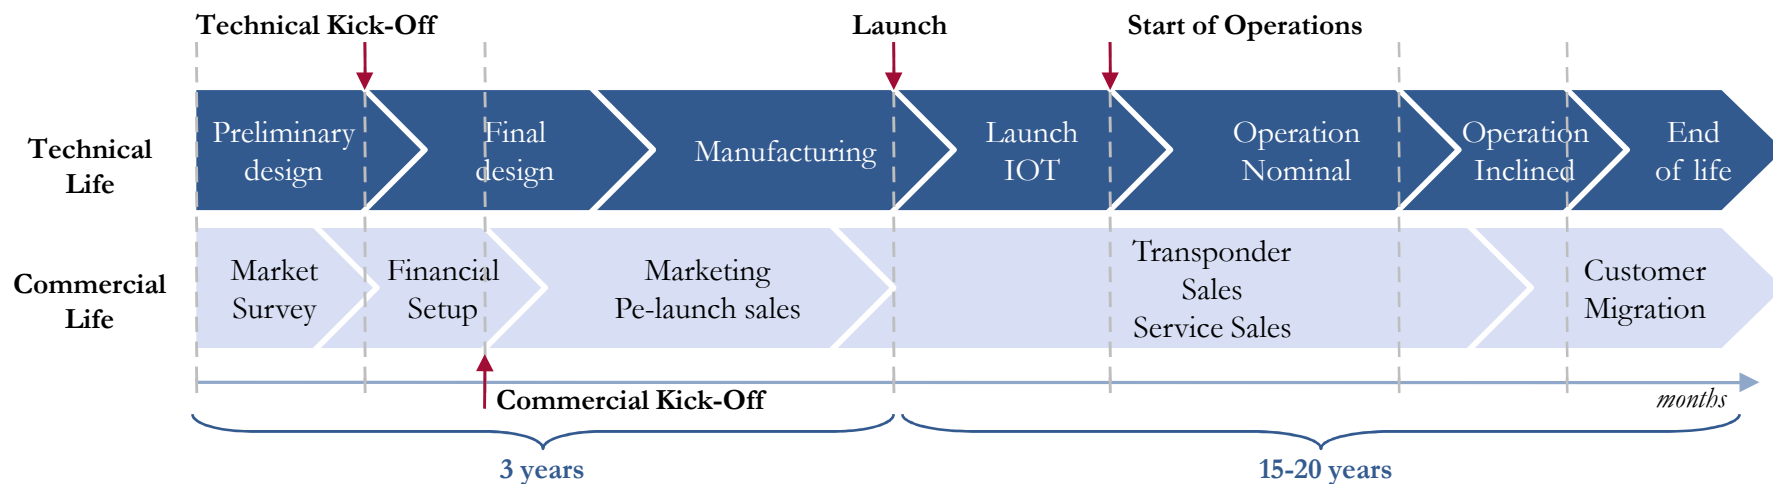 Technical Kick-Off
Launch
Start of Operations
Technical
Life
Preliminary
design
Final
design
Manufacturing
Launch
IOT
Operation
Nominal
Operation
Inclined
End
of life
Commercial
Life
Market
Survey
Financial
Setup
Marketing
Pe-launch sales
Transponder
Sales
Service Sales
Customer
Migration
Commercial Kick-Off
months
3 years
15-20 years